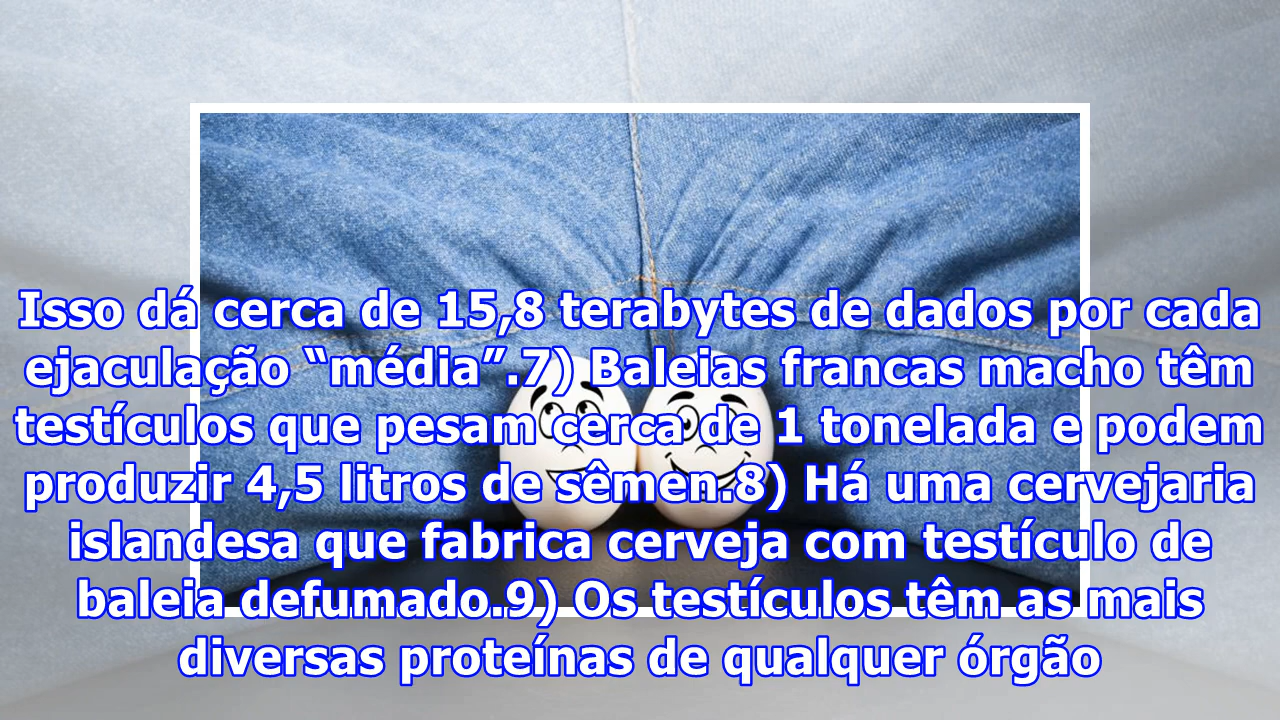 Isso dá cerca de 15,8 terabytes de dados por cada
ejaculação “média”.7) Baleias francas macho têm
testículos que pesam cerca de 1 tonelada e podem
produzir 4,5 litros de sêmen.8) Há uma cervejaria
islandesa que fabrica cerveja com testículo de
baleia defumado.9) Os testículos têm as mais
diversas proteínas de qualquer órgão